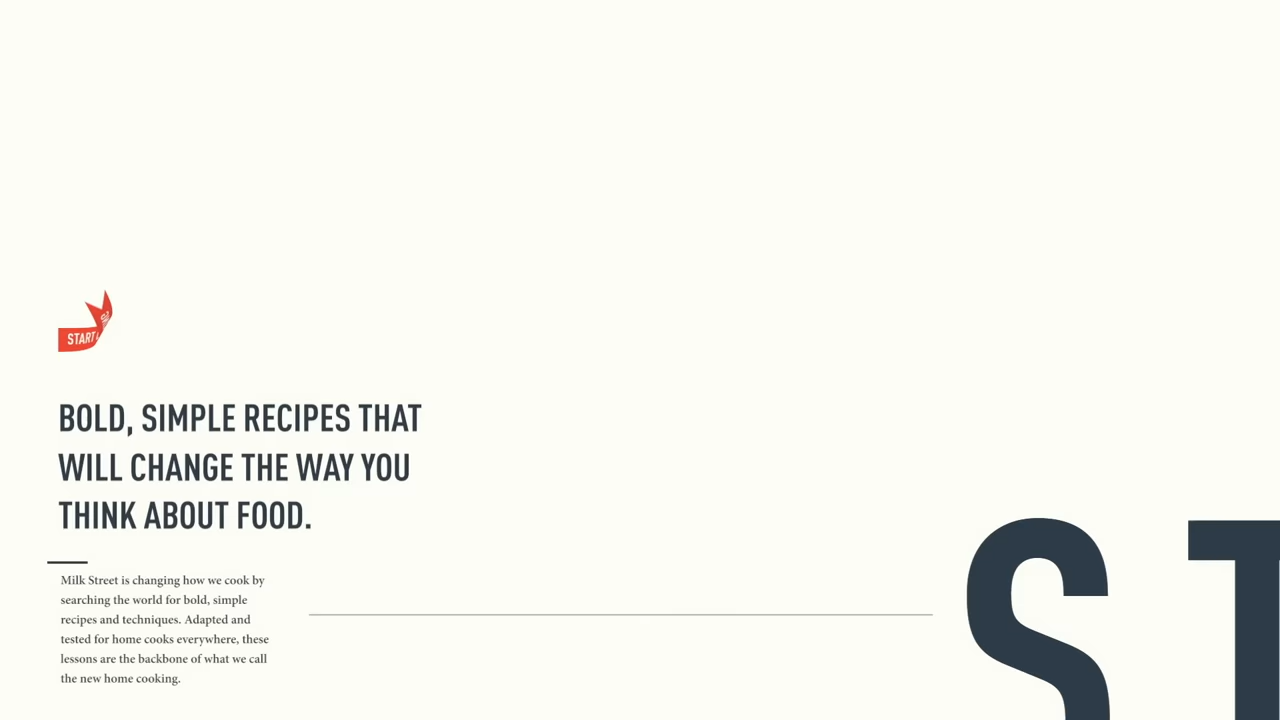 START
BOLD, SIMPLE RECIPES THAT
WILL CHANGE THE WAY YOU
THINK ABOUT FOOD.
Milk Street is changing how we cook by
searching the world for bold, simple
recipes and techniques. Adapted and
tested for home cooks everywhere, these
lessons are the backbone of what we call
the new home cooking.
ST